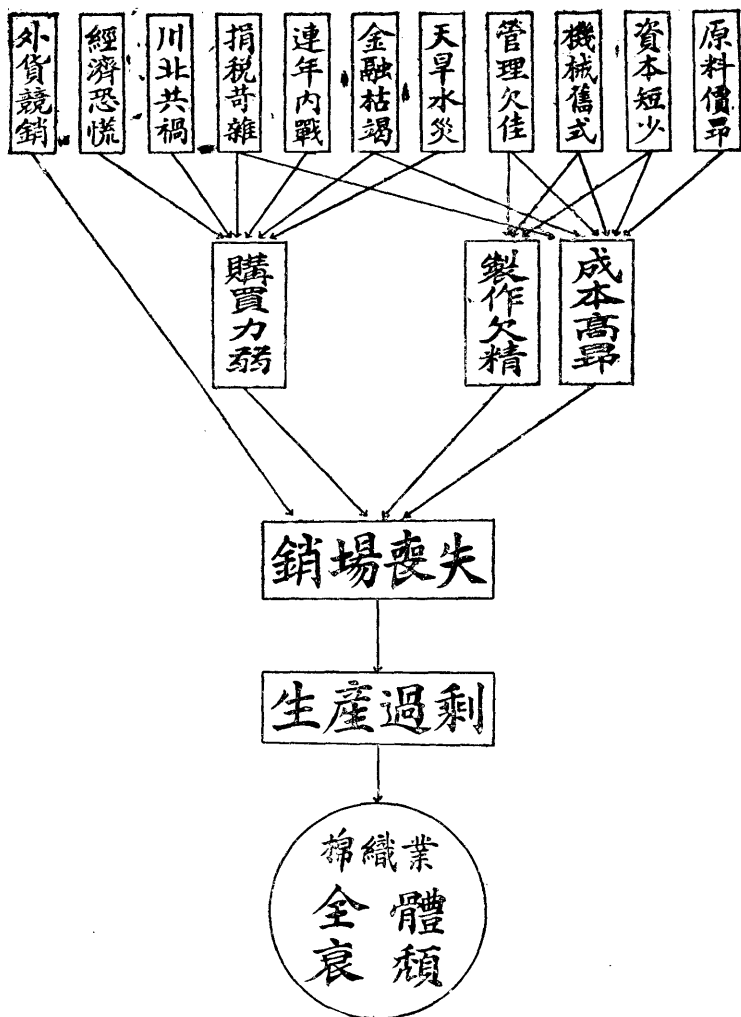 外貨競銷
經濟恐慌
川北共禍
捐稅苛雜
連年內戰
金融枯竭
天旱水災
管理欠佳
機械舊式
資本短少
原料價昂
購買力弱
製作欠精
成本高昂
銷場喪失
生產過剩
棉織業
全體
衰頹